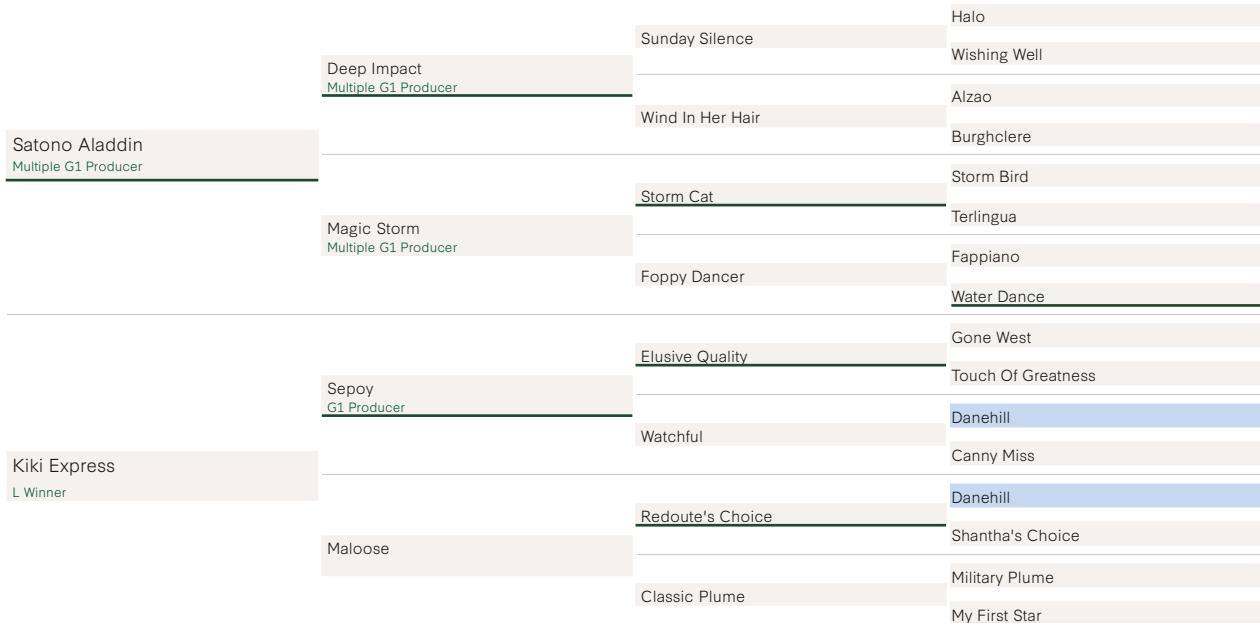 Satono Aladdin
Multiple G1 Producer
Kiki Express
L Winner
Deep Impact
Multiple G1 Producer
Magic Storm
Multiple G1 Producer
Sepoy
G1 Producer
Maloose
Sunday Silence
Wind In Her Hair
Storm Cat
Foppy Dancer
Elusive Quality
Watchful
Redoute's Choice
Classic Plume
Halo
Wishing Well
Alzao
Burghclere
Storm Bird
Terlingua
Fappiano
Water Dance
Gone West
Touch Of Greatness
Danehill
Canny Miss
Danehill
Shantha's Choice
Military Plume
My First Star